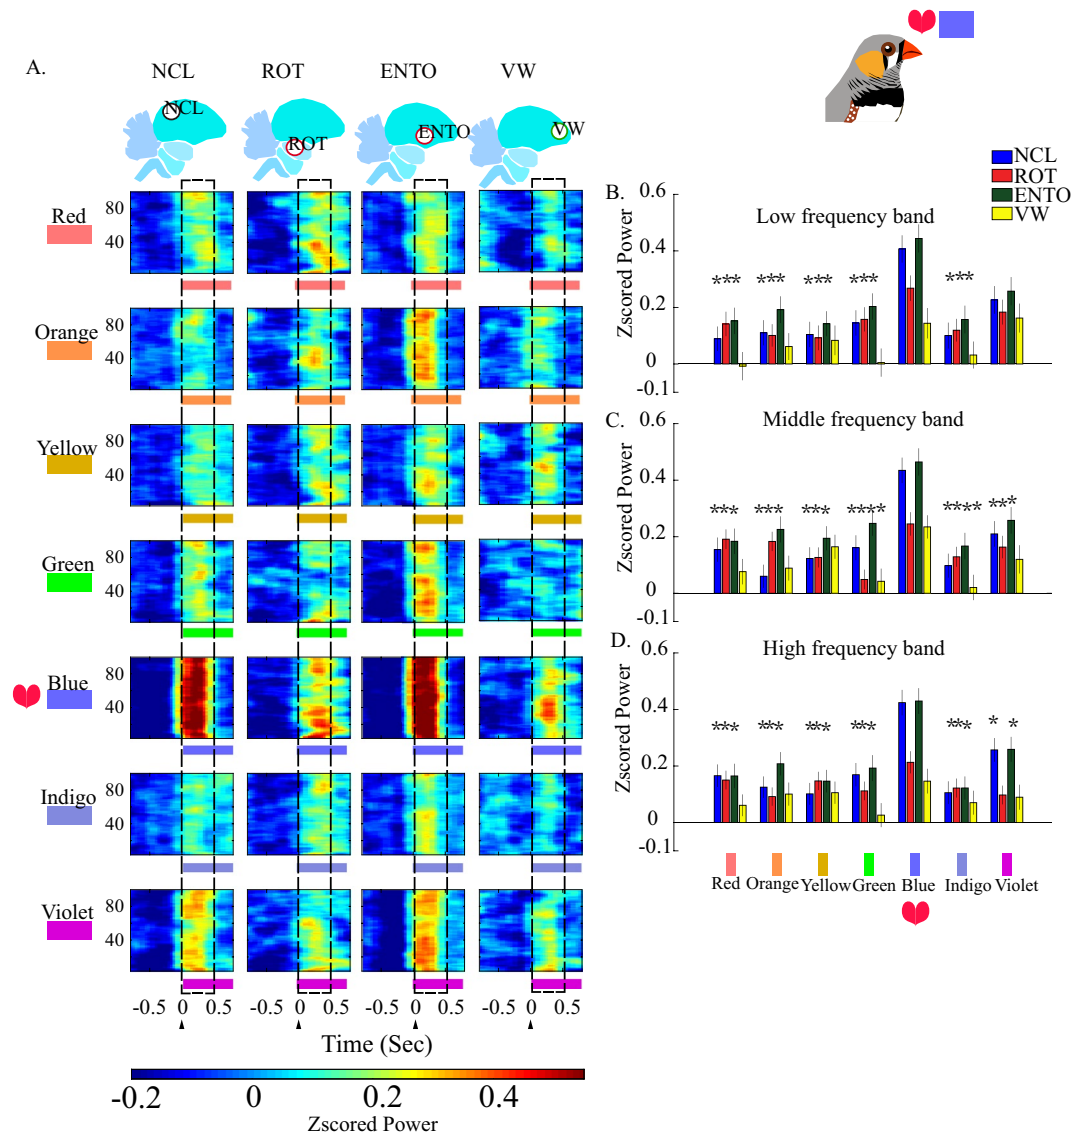 A.
NCL ROT ENTO VW
NCL ROT ENTO VW
Red 80
40
Orange 80
40
Yellow 80
40
Green 80
40
Blue 80
40
Indigo 80
40
Violet 80
40
-0.5 0 0.5 -0.5 0 0.5 -0.5 0 0.5 -0.5 0 0.5
Time (Sec)
-0.2 0 0.2 0.4
Zscored Power
NCL
ROT
ENTO
VW
B.
Low frequency band
Zscored Power
0.6
0.4
0.2
0
-0.1
*** *** *** *** ***
C.
Middle frequency band
Zscored Power
0.6
0.4
0.2
0
-0.1
*** *** *** **** **** ***
D.
High frequency band
Zscored Power
0.6
0.4
0.2
0
-0.1
*** *** *** *** *** * *
Red Orange Yellow Green Blue Indigo Violet